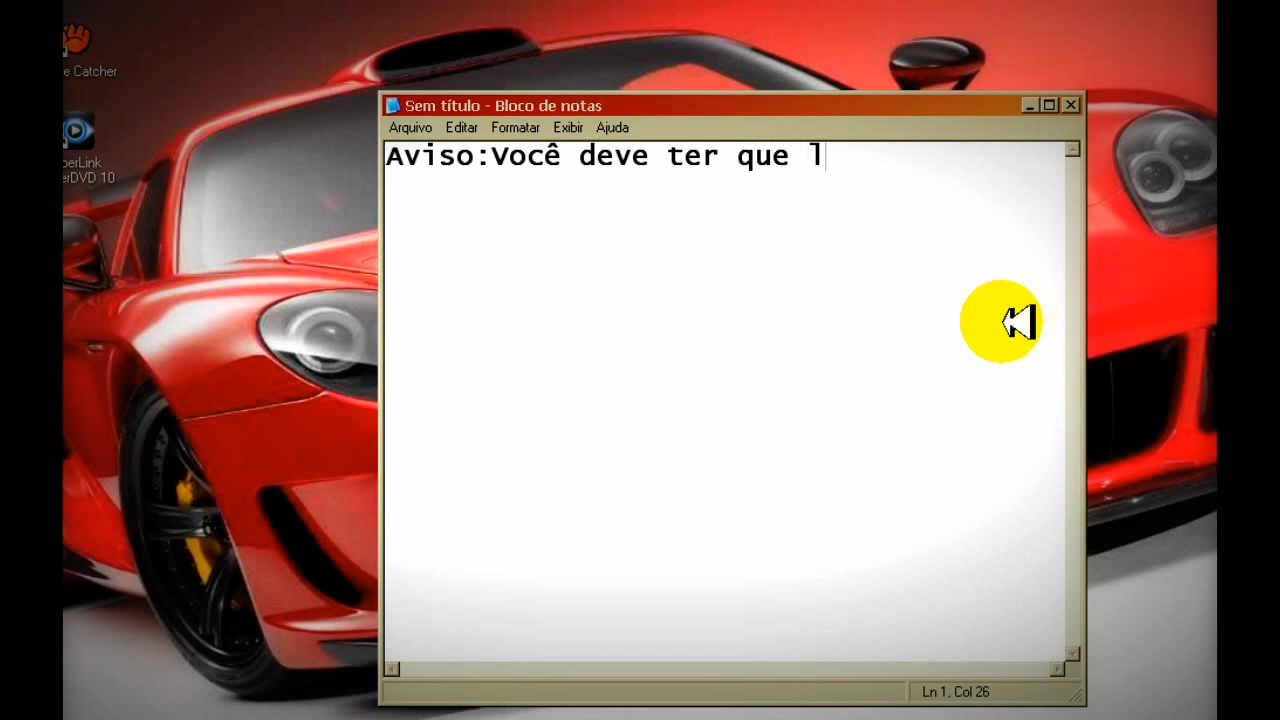 e Catcher
perLink
erDVD 10
Sem título - Bloco de notas
Arquivo Editar Formatar Exibir Ajuda
Aviso:Você deve ter que l
Ln 1, Col 26